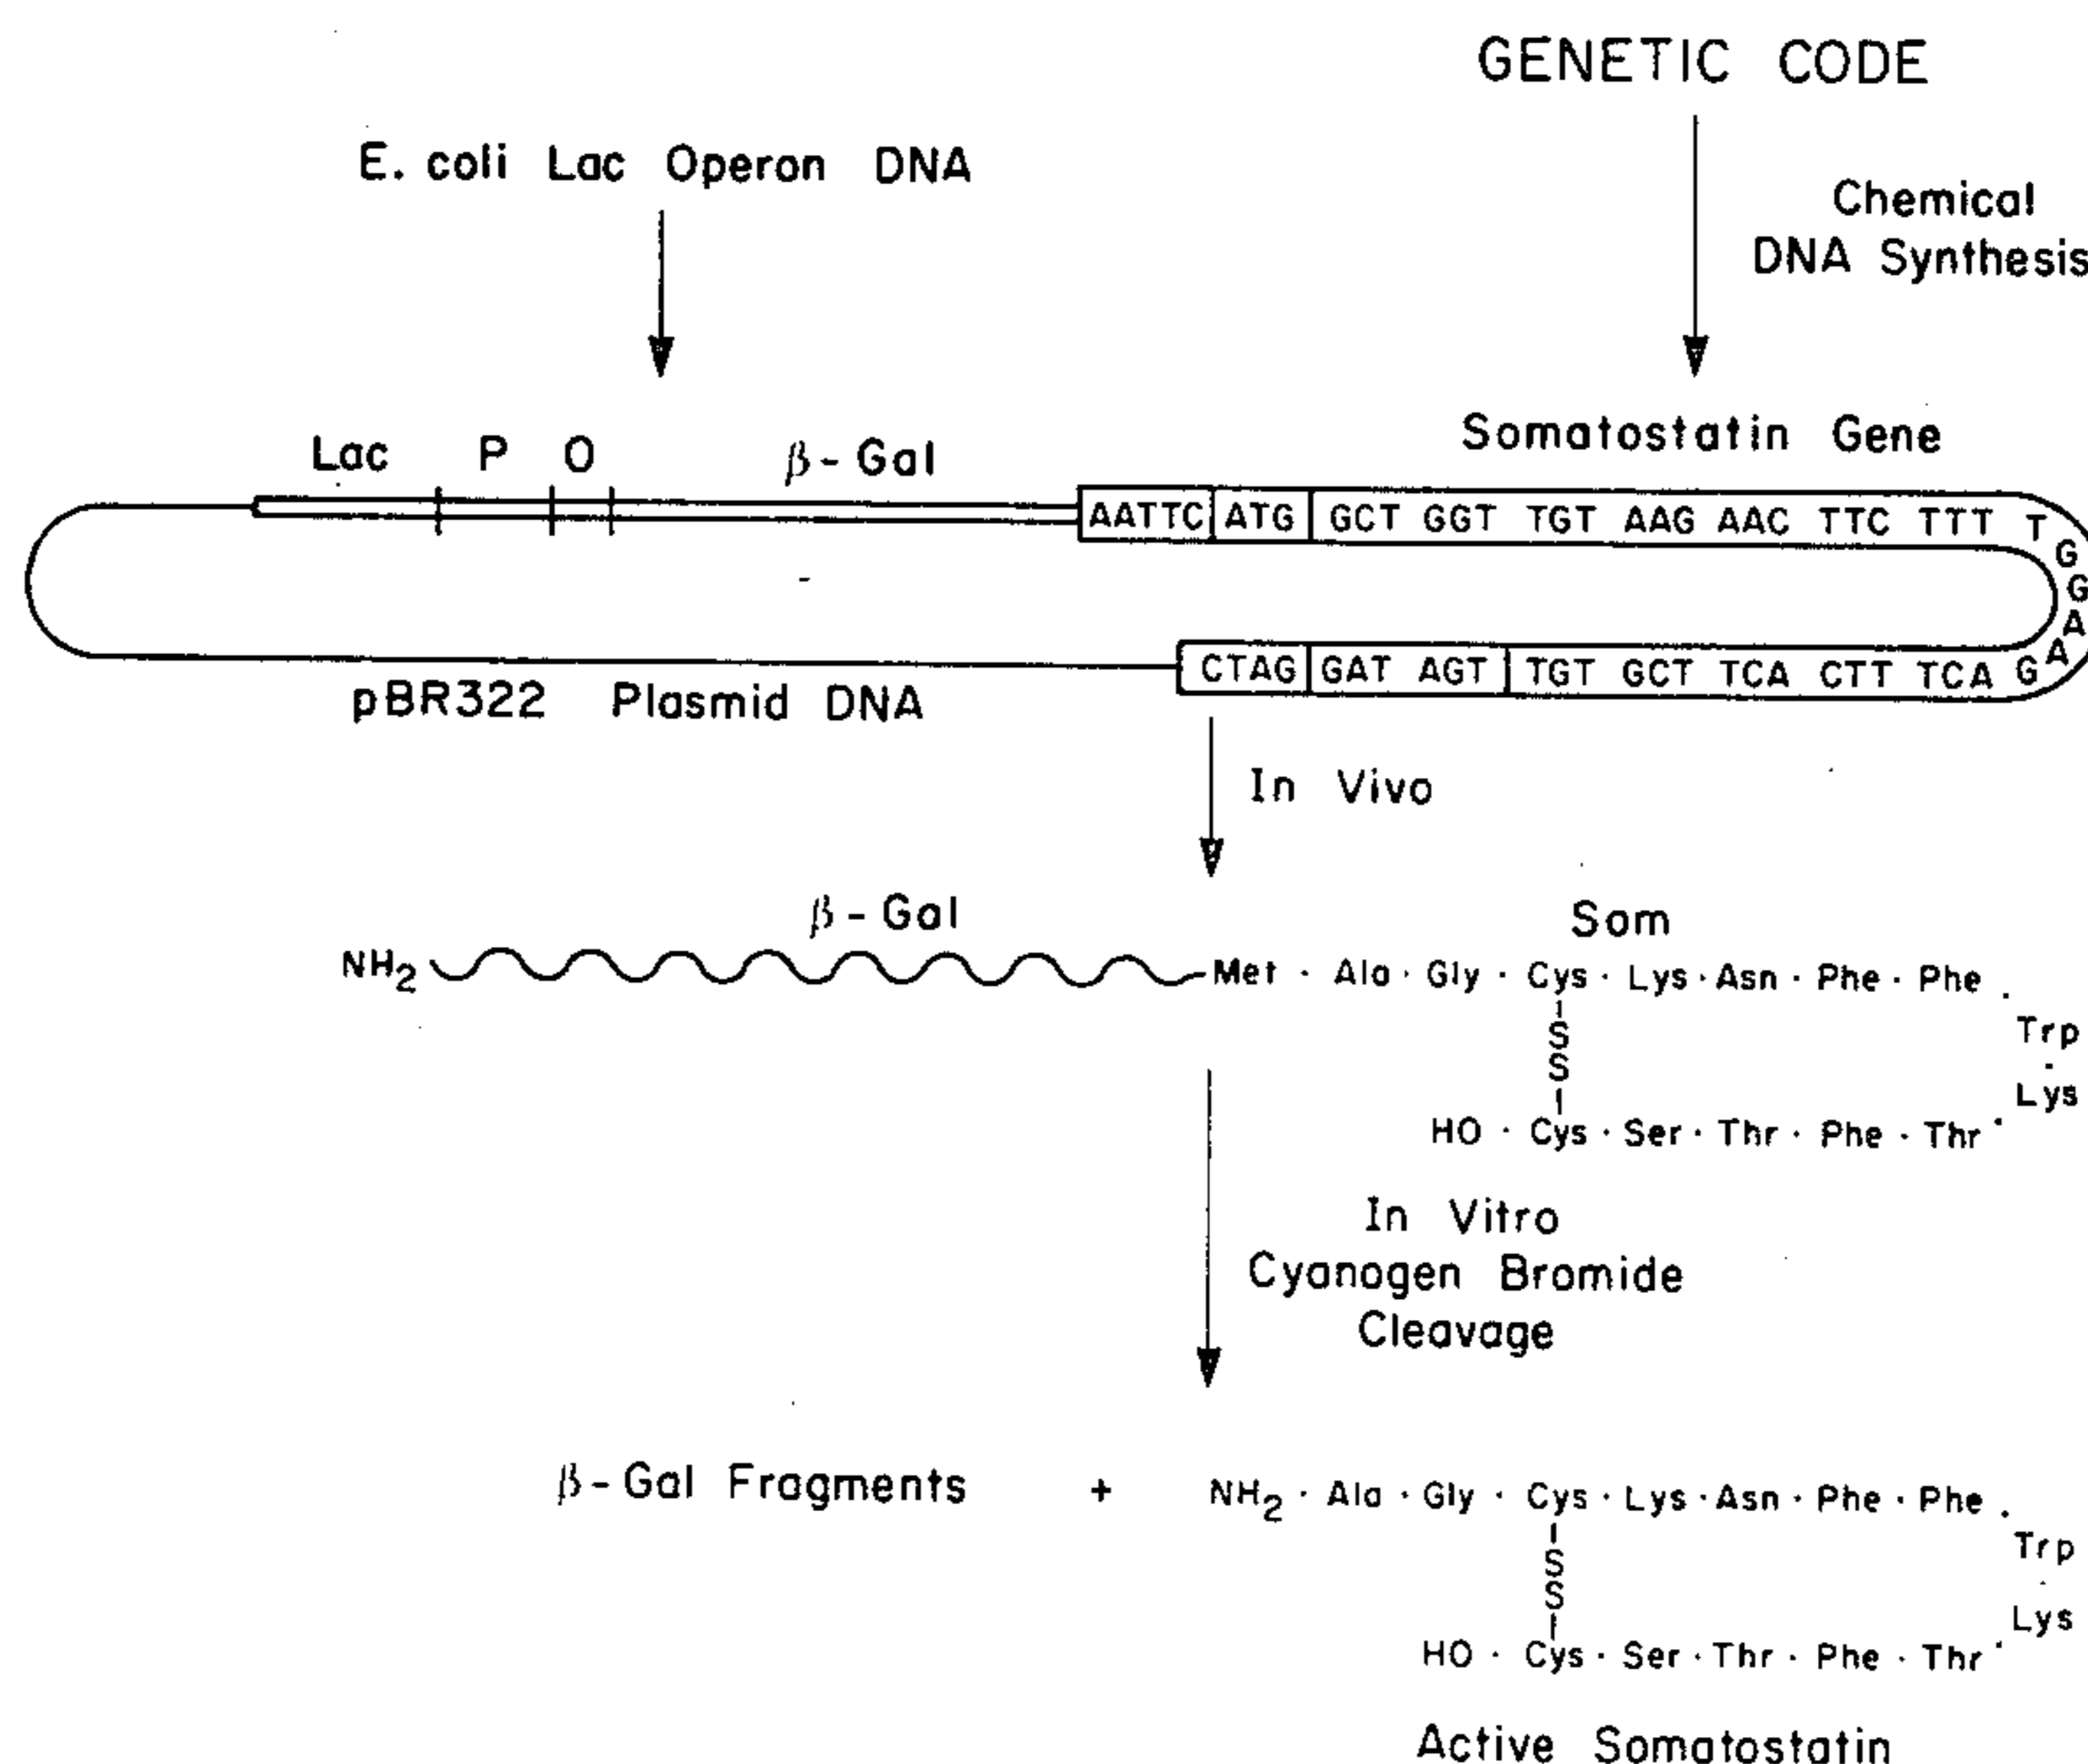 GENETIC CODE
E. coli Lac Operon DNA
Chemical
DNA Synthesis
Somatostatin Gene
Lac P O β-Gal
AATTC ATG GCT GGT TGT AAG AAC TTC TTT T
G
G
A
A
CTAG GAT AGT TGT GCT TCA CTT TCA G
pBR322 Plasmid DNA
In Vivo
β-Gal Som
NH2 Met · Ala · Gly · Cys · Lys · Asn · Phe · Phe ·
S
S
Trp
·
Lys
HO · Cys · Ser · Thr · Phe · Thr ·
In Vitro
Cyanogen Bromide
Cleavage
β-Gal Fragments + NH2 · Ala · Gly · Cys · Lys · Asn · Phe · Phe ·
S
S
Trp
·
Lys
HO · Cys · Ser · Thr · Phe · Thr ·
Active Somatostatin